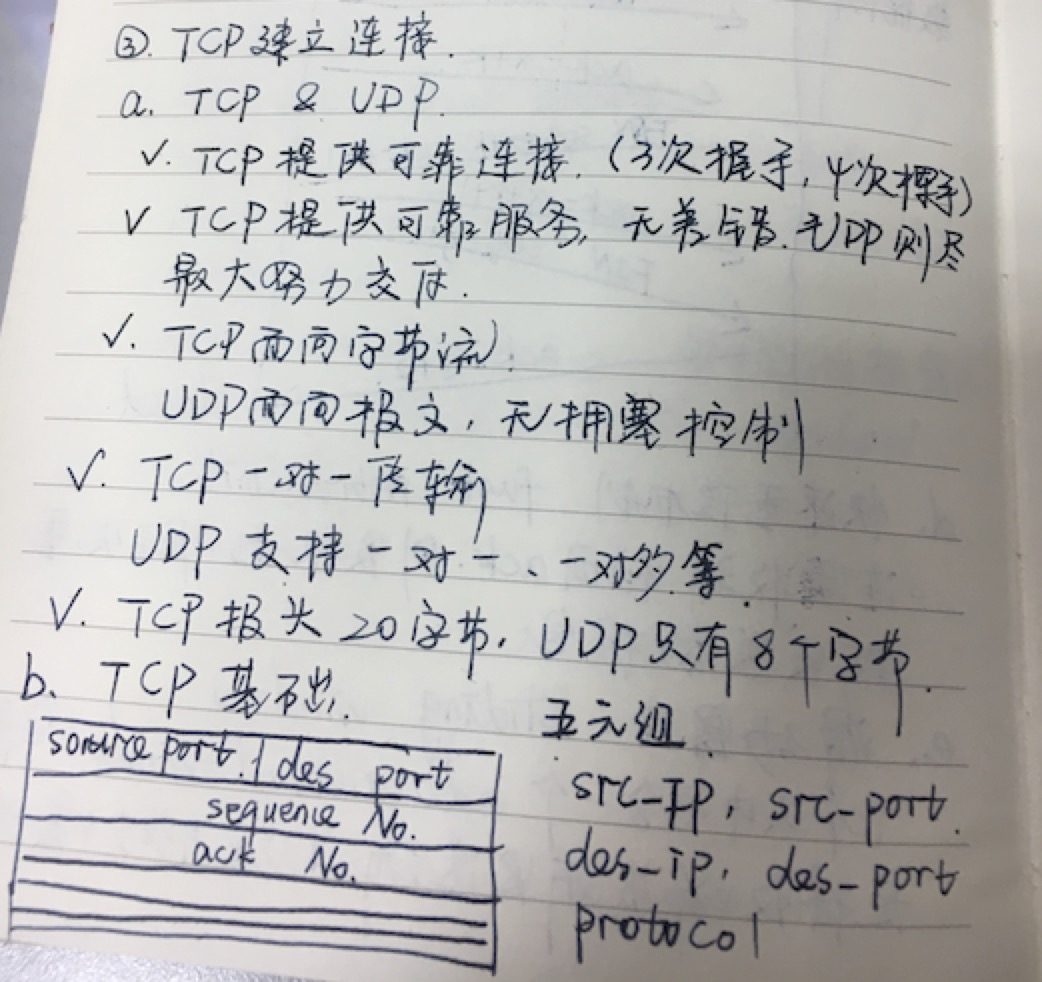 ③. TCP建立连接.
a. TCP & UDP.
√. TCP提供可靠连接.(3次握手,4次挥手)
√ TCP提供可靠服务,无差错.UDP则尽
最大努力交付.
√. TCP面向字节流;
UDP面向报文,无拥塞控制
√. TCP一对一传输
UDP支持一对一、一对多等.
√. TCP报头20字节,UDP只有8个字节.
b. TCP基础.
source port. | des port
sequence No.
ack No.
五元组.
src-IP, src-port.
des-ip, des-port
protocol